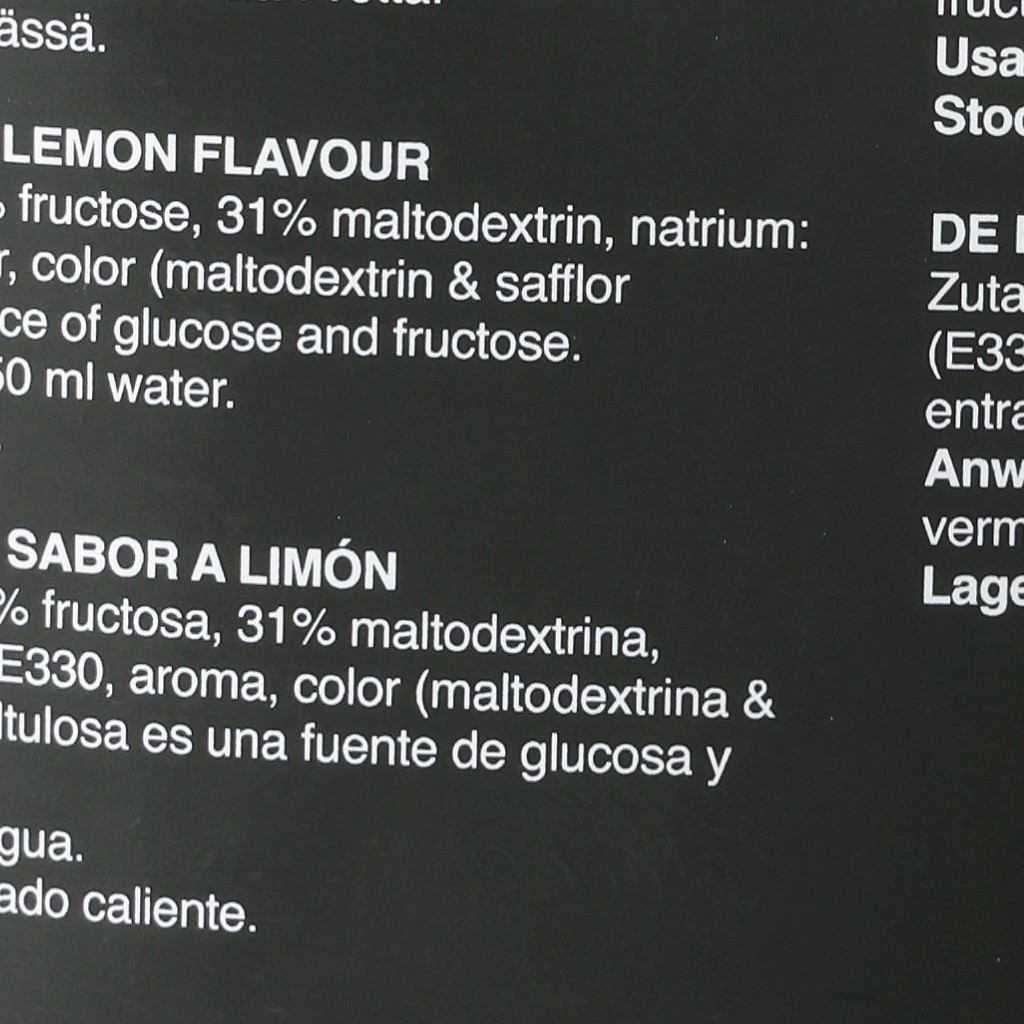 ässä.
LEMON FLAVOUR
fructose, 31% maltodextrin, natrium:
, color (maltodextrin & safflor
ce of glucose and fructose.
50 ml water.
SABOR A LIMÓN
% fructosa, 31% maltodextrina,
E330, aroma, color (maltodextrina &
ltulosa es una fuente de glucosa y
gua.
ado caliente.
Usa
Stoc
DE
Zuta
(E33
entra
Anw
verm
Lage